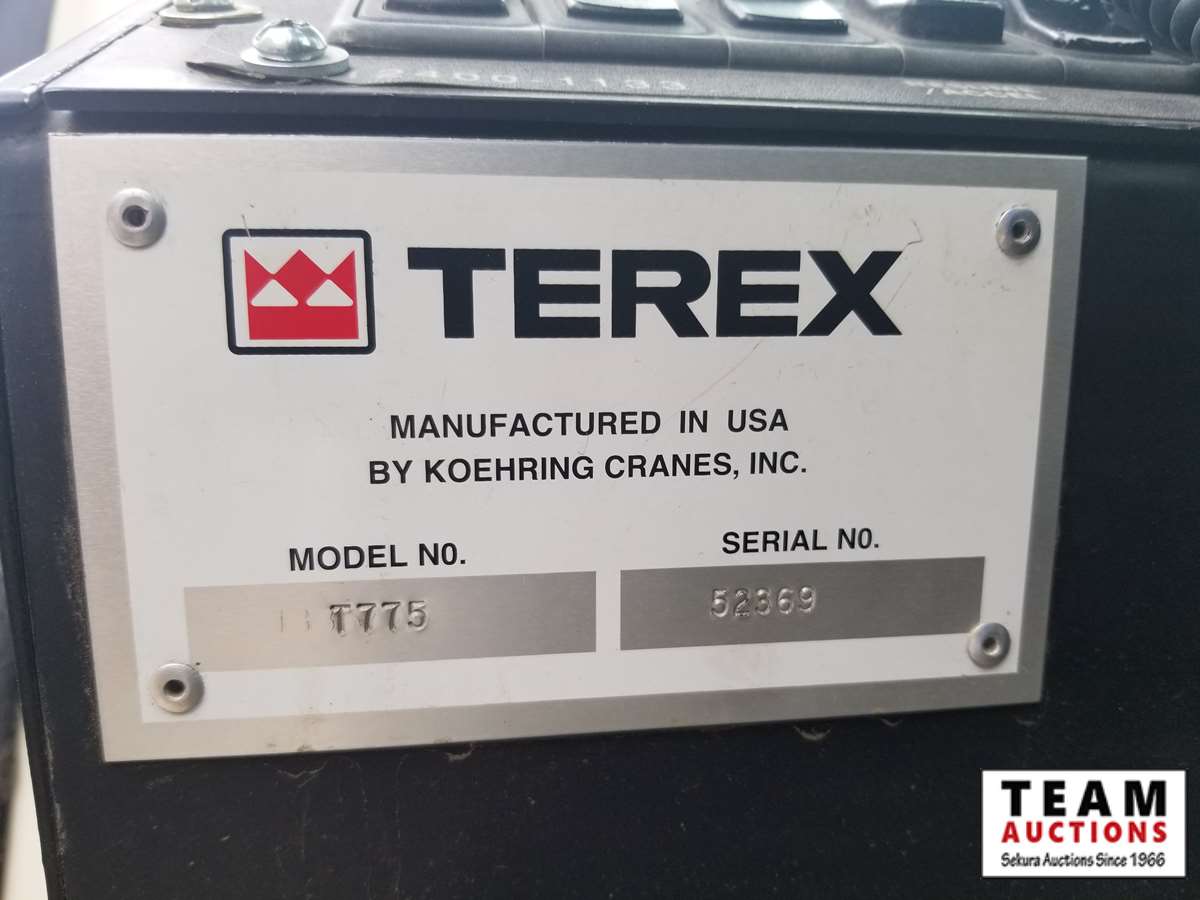 TEREX
MANUFACTURED IN USA
BY KOEHRING CRANES, INC.
MODEL NO.
T775
SERIAL NO.
52369
TEAM
AUCTIONS
Sekura Auctions Since 1966